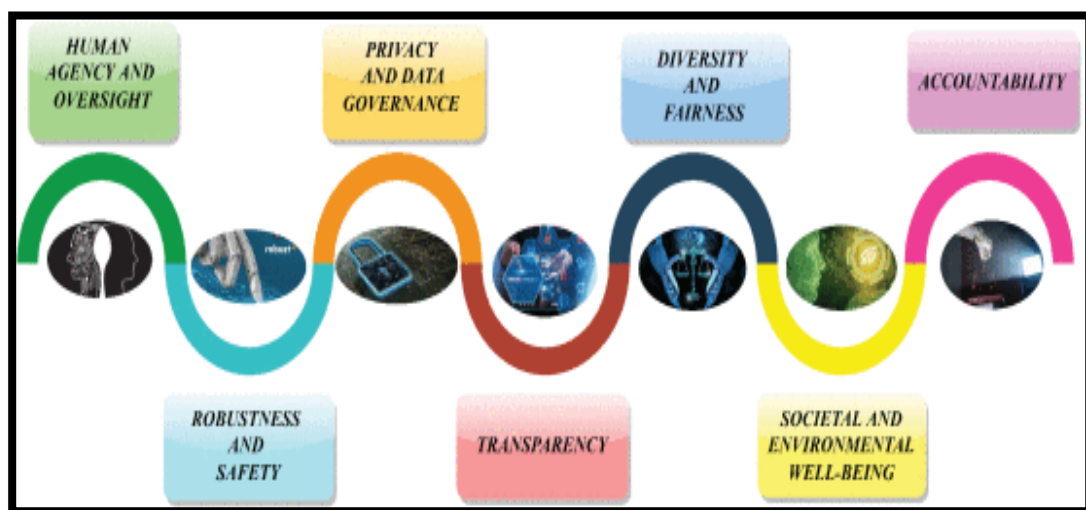 HUMAN
AGENCY AND
OVERSIGHT
PRIVACY
AND DATA
GOVERNANCE
DIVERSITY
AND
FAIRNESS
ACCOUNTABILITY
robust
ROBUSTNESS
AND
SAFETY
TRANSPARENCY
SOCIETAL AND
ENVIRONMENTAL
WELL-BEING